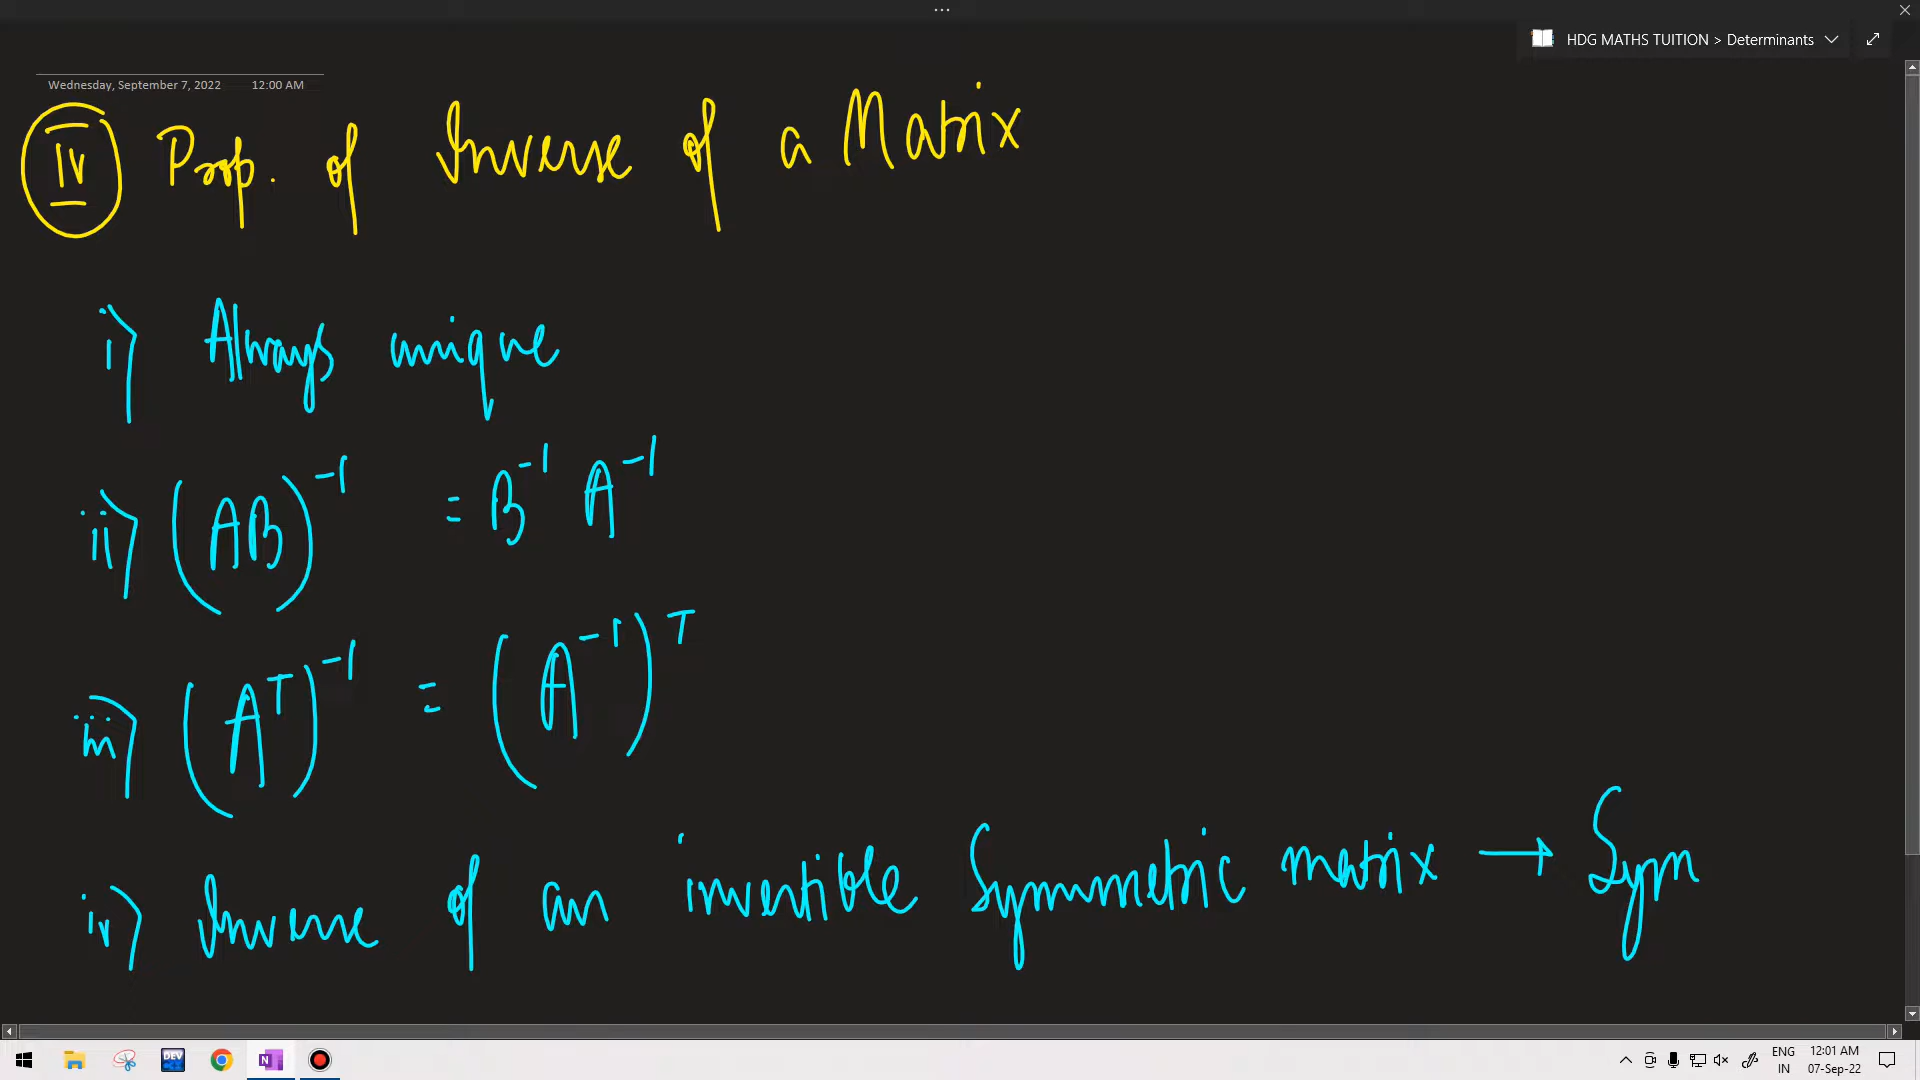 HDG MATHS TUITION > Determinants
Wednesday, September 7, 2022 12:00 AM
IV Prop. of Inverse of a Matrix
i) Always unique
ii) (AB)⁻¹ = B⁻¹ A⁻¹
iii) (Aᵀ)⁻¹ = (A⁻¹)ᵀ
iv) Inverse of an invertible Symmetric matrix → Sym
DEV
N
ENG
IN
12:01 AM
07-Sep-22